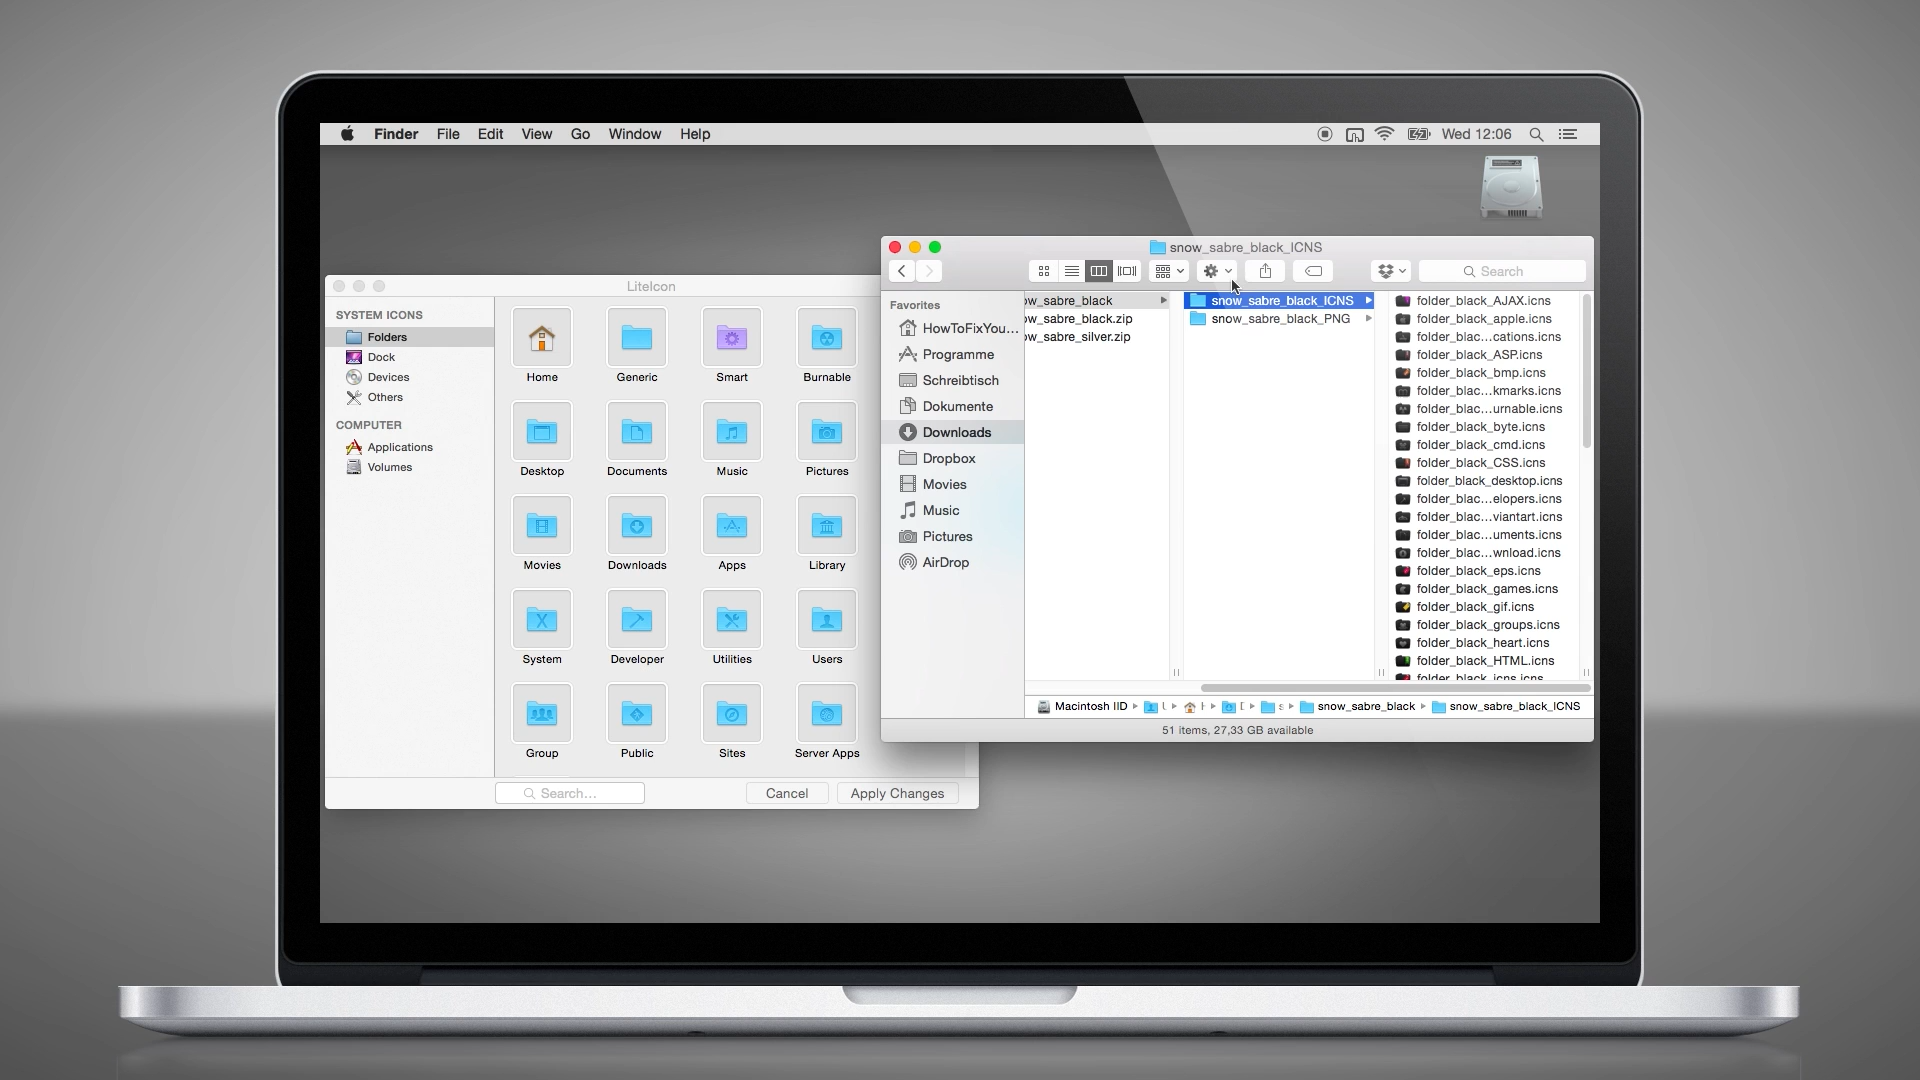 Finder File Edit View Go Window Help
Wed 12:06
LiteIcon
SYSTEM ICONS
Folders
Dock
Devices
Others
COMPUTER
Applications
Volumes
Home Generic Smart Burnable
Desktop Documents Music Pictures
Movies Downloads Apps Library
System Developer Utilities Users
Group Public Sites Server Apps
Search...
Cancel
Apply Changes
snow_sabre_black_ICNS
Search
Favorites
HowToFixYou...
Programme
Schreibtisch
Dokumente
Downloads
Dropbox
Movies
Music
Pictures
AirDrop
ow_sabre_black
ow_sabre_black.zip
ow_sabre_silver.zip
snow_sabre_black_ICNS
snow_sabre_black_PNG
folder_black_AJAX.icns
folder_black_apple.icns
folder_blac...cations.icns
folder_black_ASP.icns
folder_black_bmp.icns
folder_blac...kmarks.icns
folder_blac...urnable.icns
folder_black_byte.icns
folder_black_cmd.icns
folder_black_CSS.icns
folder_black_desktop.icns
folder_blac...elopers.icns
folder_blac...viantart.icns
folder_blac...uments.icns
folder_blac...wnload.icns
folder_black_eps.icns
folder_black_games.icns
folder_black_gif.icns
folder_black_groups.icns
folder_black_heart.icns
folder_black_HTML.icns
folder_black_icns.icns
Macintosh HD snow_sabre_black snow_sabre_black_ICNS
51 items, 27,33 GB available